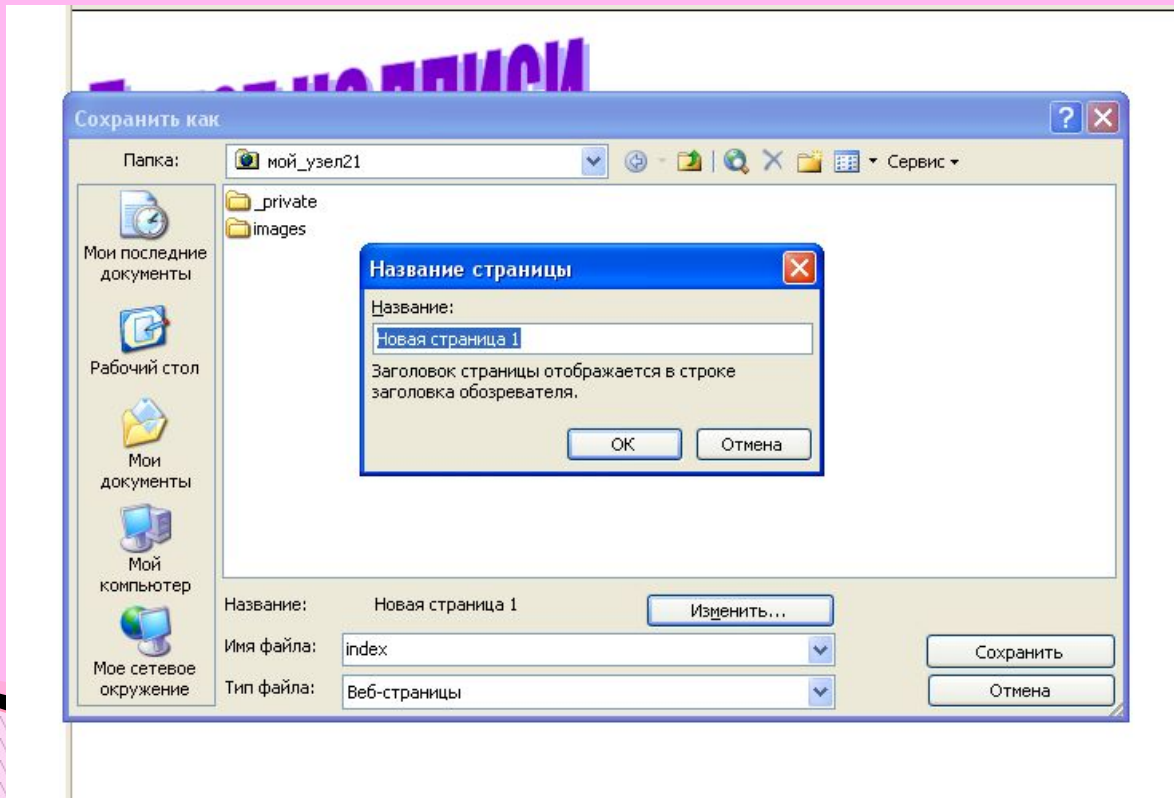 Сохранить как
Папка:
мой_узел21
Сервис
Мои последние
документы
Рабочий стол
Мои
документы
Мой
компьютер
Мое сетевое
окружение
_private
images
Название страницы
Название:
Новая страница 1
Заголовок страницы отображается в строке
заголовка обозревателя.
ОК
Отмена
Название:
Новая страница 1
Изменить...
Имя файла:
index
Сохранить
Тип файла:
Веб-страницы
Отмена